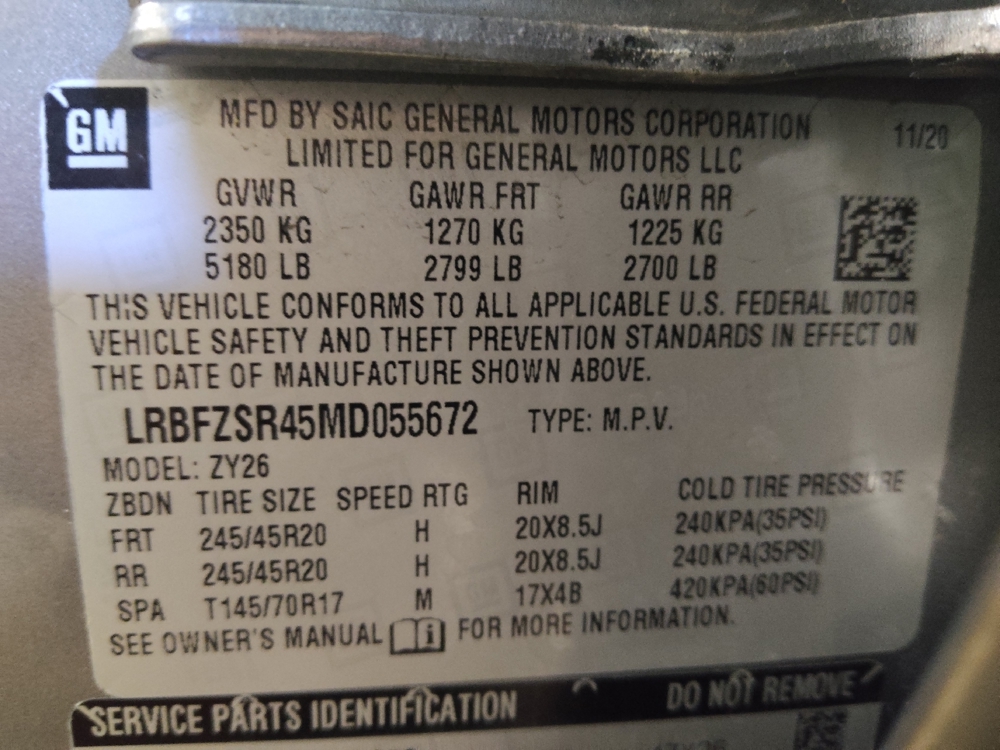 GM
MFD BY SAIC GENERAL MOTORS CORPORATION
11/20
LIMITED FOR GENERAL MOTORS LLC
GVWR GAWR FRT GAWR RR
2350 KG 1270 KG 1225 KG
5180 LB 2799 LB 2700 LB
THIS VEHICLE CONFORMS TO ALL APPLICABLE U.S. FEDERAL MOTOR
VEHICLE SAFETY AND THEFT PREVENTION STANDARDS IN EFFECT ON
THE DATE OF MANUFACTURE SHOWN ABOVE.
LRBFZSR45MD055672 TYPE: M.P.V.
MODEL: ZY26
ZBDN TIRE SIZE SPEED RTG RIM COLD TIRE PRESSURE
FRT 245/45R20 H 20X8.5J 240KPA(35PSI)
RR 245/45R20 H 20X8.5J 240KPA(35PSI)
SPA T145/70R17 M 17X4B 420KPA(60PSI)
SEE OWNER'S MANUAL FOR MORE INFORMATION.
SERVICE PARTS IDENTIFICATION DO NOT REMOVE